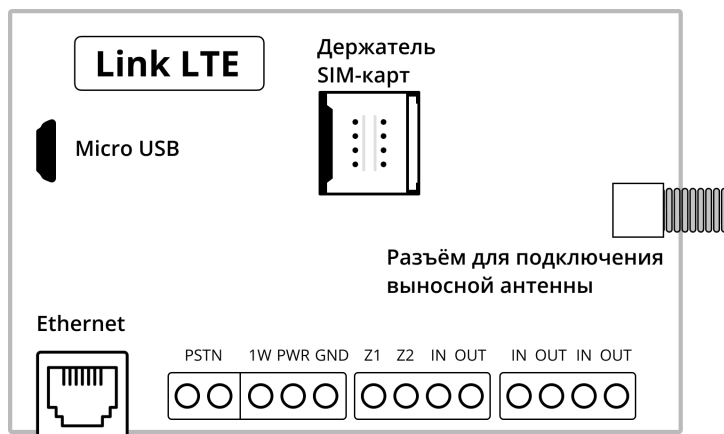 Link LTE
Держатель
SIM-карт
Micro USB
Разъём для подключения
выносной антенны
Ethernet
PSTN 1W PWR GND Z1 Z2 IN OUT IN OUT IN OUT